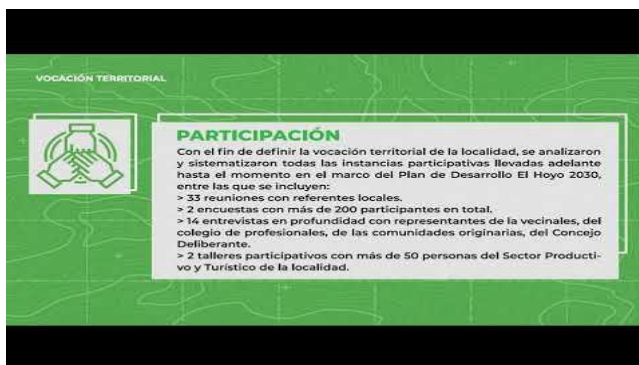 VOCACIÓN TERRITORIAL
PARTICIPACIÓN
Con el fin de definir la vocación territorial de la localidad, se analizaron
y sistematizaron todas las instancias participativas llevadas adelante
hasta el momento en el marco del Plan de Desarrollo El Hoyo 2030,
entre las que se incluyen:
> 33 reuniones con referentes locales.
> 2 encuestas con más de 200 participantes en total.
> 14 entrevistas en profundidad con representantes de la vecinales, del
colegio de profesionales, de las comunidades originarias, del Concejo
Deliberante.
> 2 talleres participativos con más de 50 personas del Sector Producti-
vo y Turístico de la localidad.